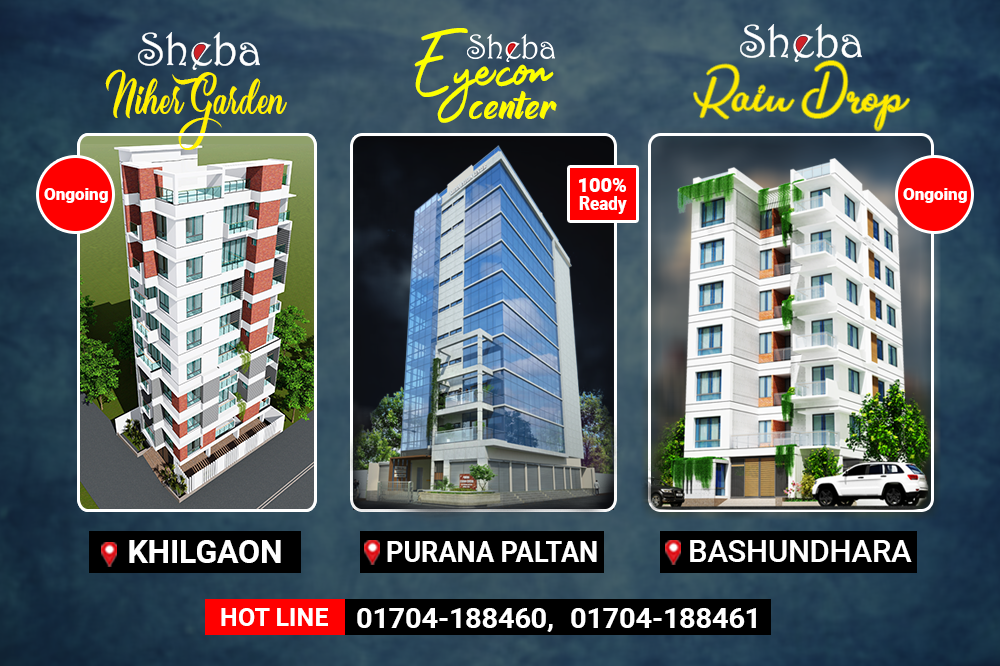 Sheba
Niher Garden
Ongoing
KHILGAON
Sheba
Eyecon
center
100%
Ready
PURANA PALTAN
Sheba
Rain Drop
Ongoing
BASHUNDHARA
HOT LINE 01704-188460, 01704-188461